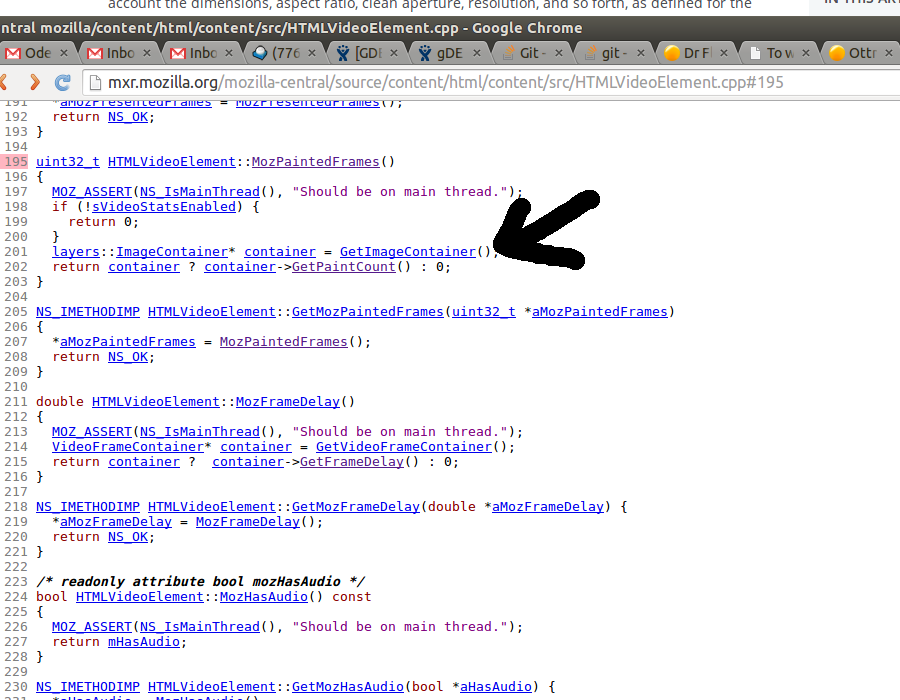 account the dimensions, aspect ratio, clean aperture, resolution, and so forth, as defined for the
ntral mozilla/content/html/content/src/HTMLVideoElement.cpp - Google Chrome
Ode × Inbo × Inbo × (776 × [GDI × gDE × Git - × git - × Dr Fl × To w × Ottr ×
mxr.mozilla.org/mozilla-central/source/content/html/content/src/HTMLVideoElement.cpp#195
191 *aMozPresentedFrames = MozPresentedFrames();
192 return NS_OK;
193 }
194
195 uint32_t HTMLVideoElement::MozPaintedFrames()
196 {
197 MOZ_ASSERT(NS_IsMainThread(), "Should be on main thread.");
198 if (!sVideoStatsEnabled) {
199 return 0;
200 }
201 layers::ImageContainer* container = GetImageContainer();
202 return container ? container->GetPaintCount() : 0;
203 }
204
205 NS_IMETHODIMP HTMLVideoElement::GetMozPaintedFrames(uint32_t *aMozPaintedFrames)
206 {
207 *aMozPaintedFrames = MozPaintedFrames();
208 return NS_OK;
209 }
210
211 double HTMLVideoElement::MozFrameDelay()
212 {
213 MOZ_ASSERT(NS_IsMainThread(), "Should be on main thread.");
214 VideoFrameContainer* container = GetVideoFrameContainer();
215 return container ? container->GetFrameDelay() : 0;
216 }
217
218 NS_IMETHODIMP HTMLVideoElement::GetMozFrameDelay(double *aMozFrameDelay) {
219 *aMozFrameDelay = MozFrameDelay();
220 return NS_OK;
221 }
222
223 /* readonly attribute bool mozHasAudio */
224 bool HTMLVideoElement::MozHasAudio() const
225 {
226 MOZ_ASSERT(NS_IsMainThread(), "Should be on main thread.");
227 return mHasAudio;
228 }
229
230 NS_IMETHODIMP HTMLVideoElement::GetMozHasAudio(bool *aHasAudio) {